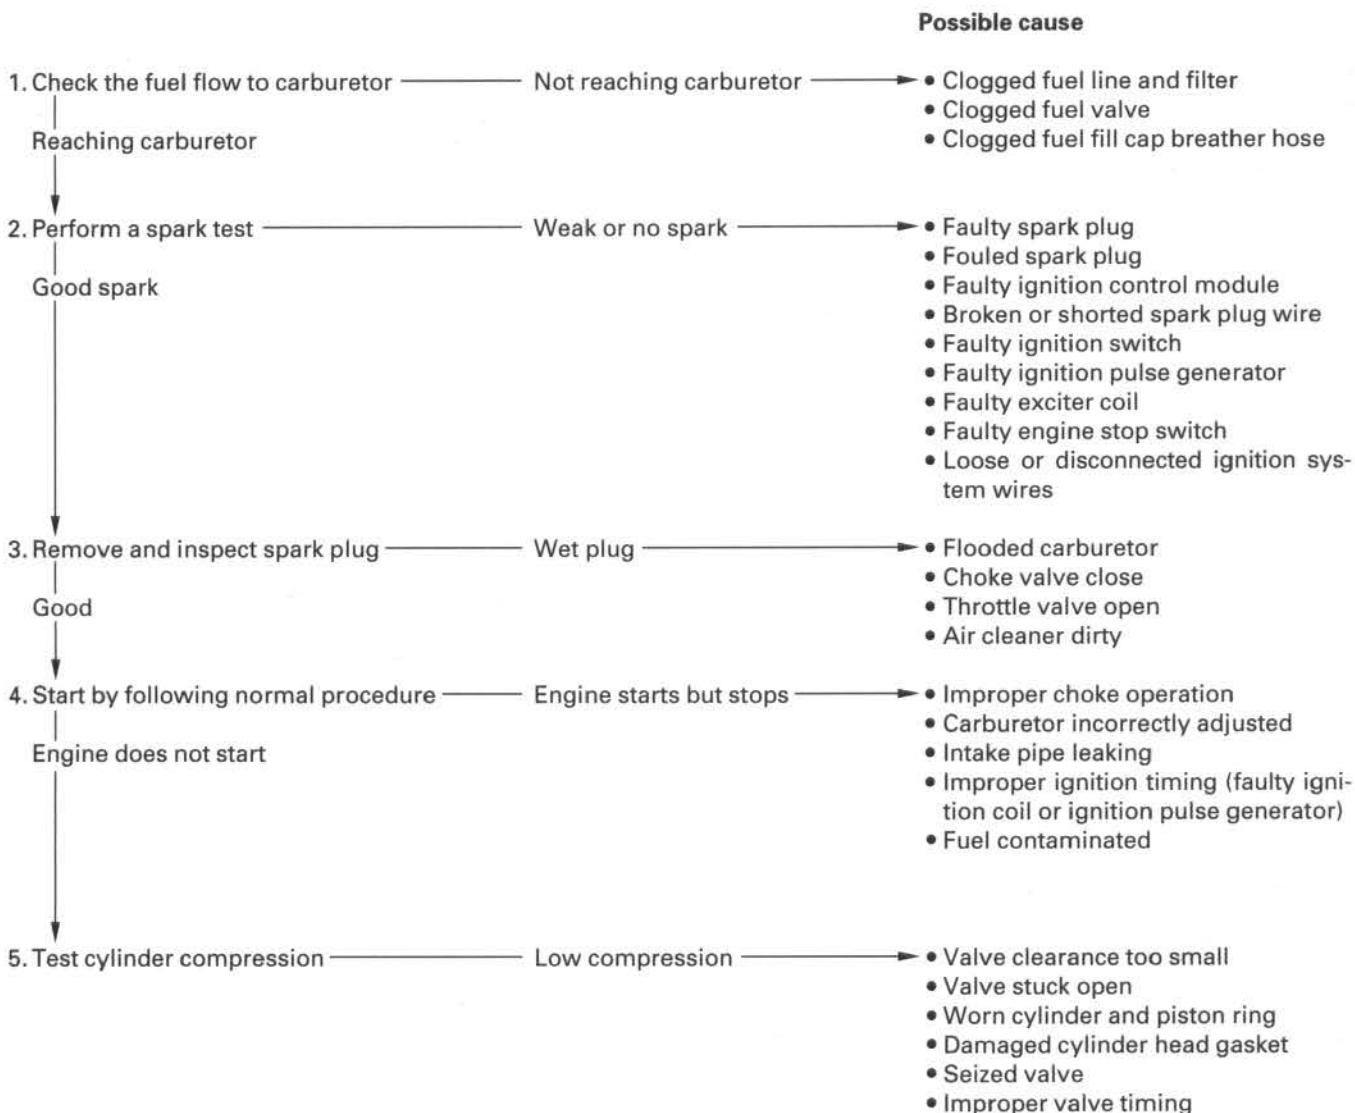 Possible cause
1. Check the fuel flow to carburetor Not reaching carburetor • Clogged fuel line and filter
• Clogged fuel valve
Reaching carburetor • Clogged fuel fill cap breather hose
2. Perform a spark test Weak or no spark • Faulty spark plug
• Fouled spark plug
Good spark • Faulty ignition control module
• Broken or shorted spark plug wire
• Faulty ignition switch
• Faulty ignition pulse generator
• Faulty exciter coil
• Faulty engine stop switch
• Loose or disconnected ignition sys-
tem wires
3. Remove and inspect spark plug Wet plug • Flooded carburetor
• Choke valve close
Good • Throttle valve open
• Air cleaner dirty
4. Start by following normal procedure Engine starts but stops • Improper choke operation
• Carburetor incorrectly adjusted
Engine does not start • Intake pipe leaking
• Improper ignition timing (faulty igni-
tion coil or ignition pulse generator)
• Fuel contaminated
5. Test cylinder compression Low compression • Valve clearance too small
• Valve stuck open
• Worn cylinder and piston ring
• Damaged cylinder head gasket
• Seized valve
• Improper valve timing